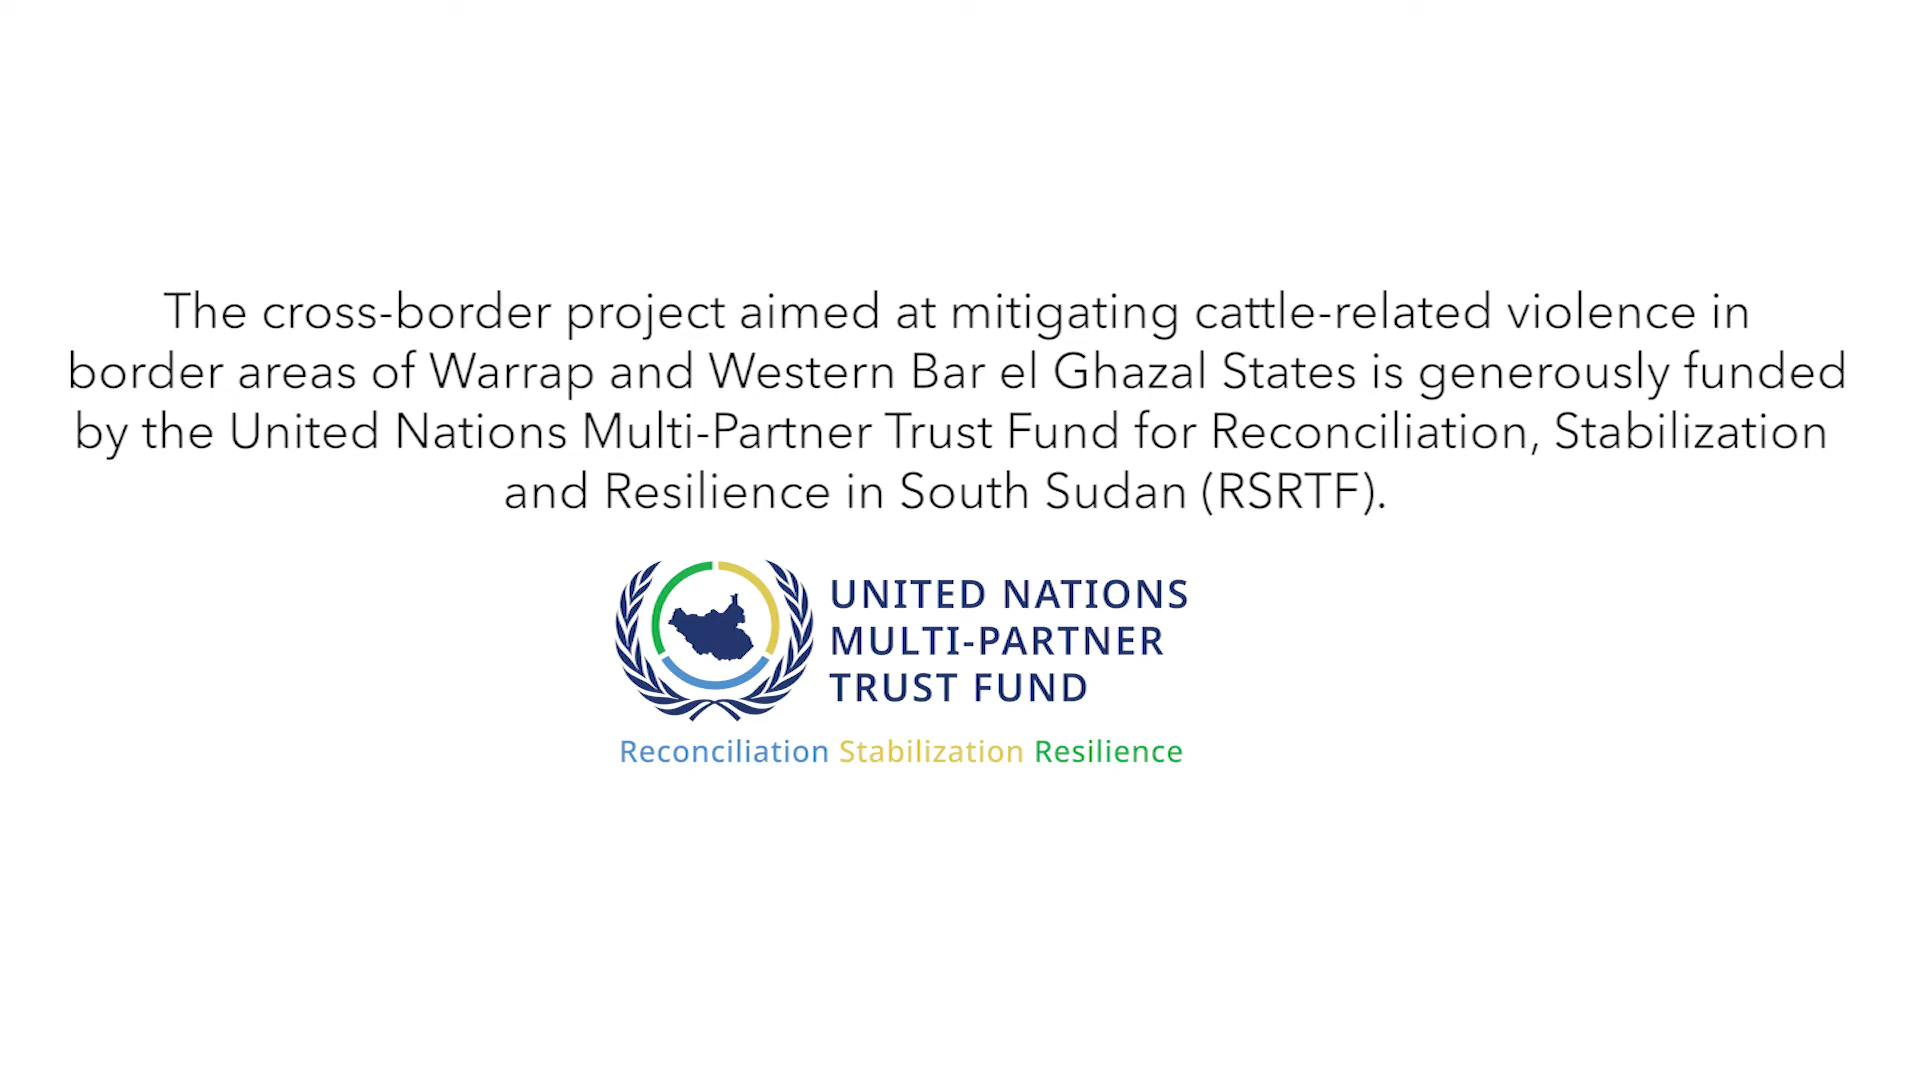 The cross-border project aimed at mitigating cattle-related violence in
border areas of Warrap and Western Bar el Ghazal States is generously funded
by the United Nations Multi-Partner Trust Fund for Reconciliation, Stabilization
and Resilience in South Sudan (RSRTF).
UNITED NATIONS
MULTI-PARTNER
TRUST FUND
Reconciliation Stabilization Resilience